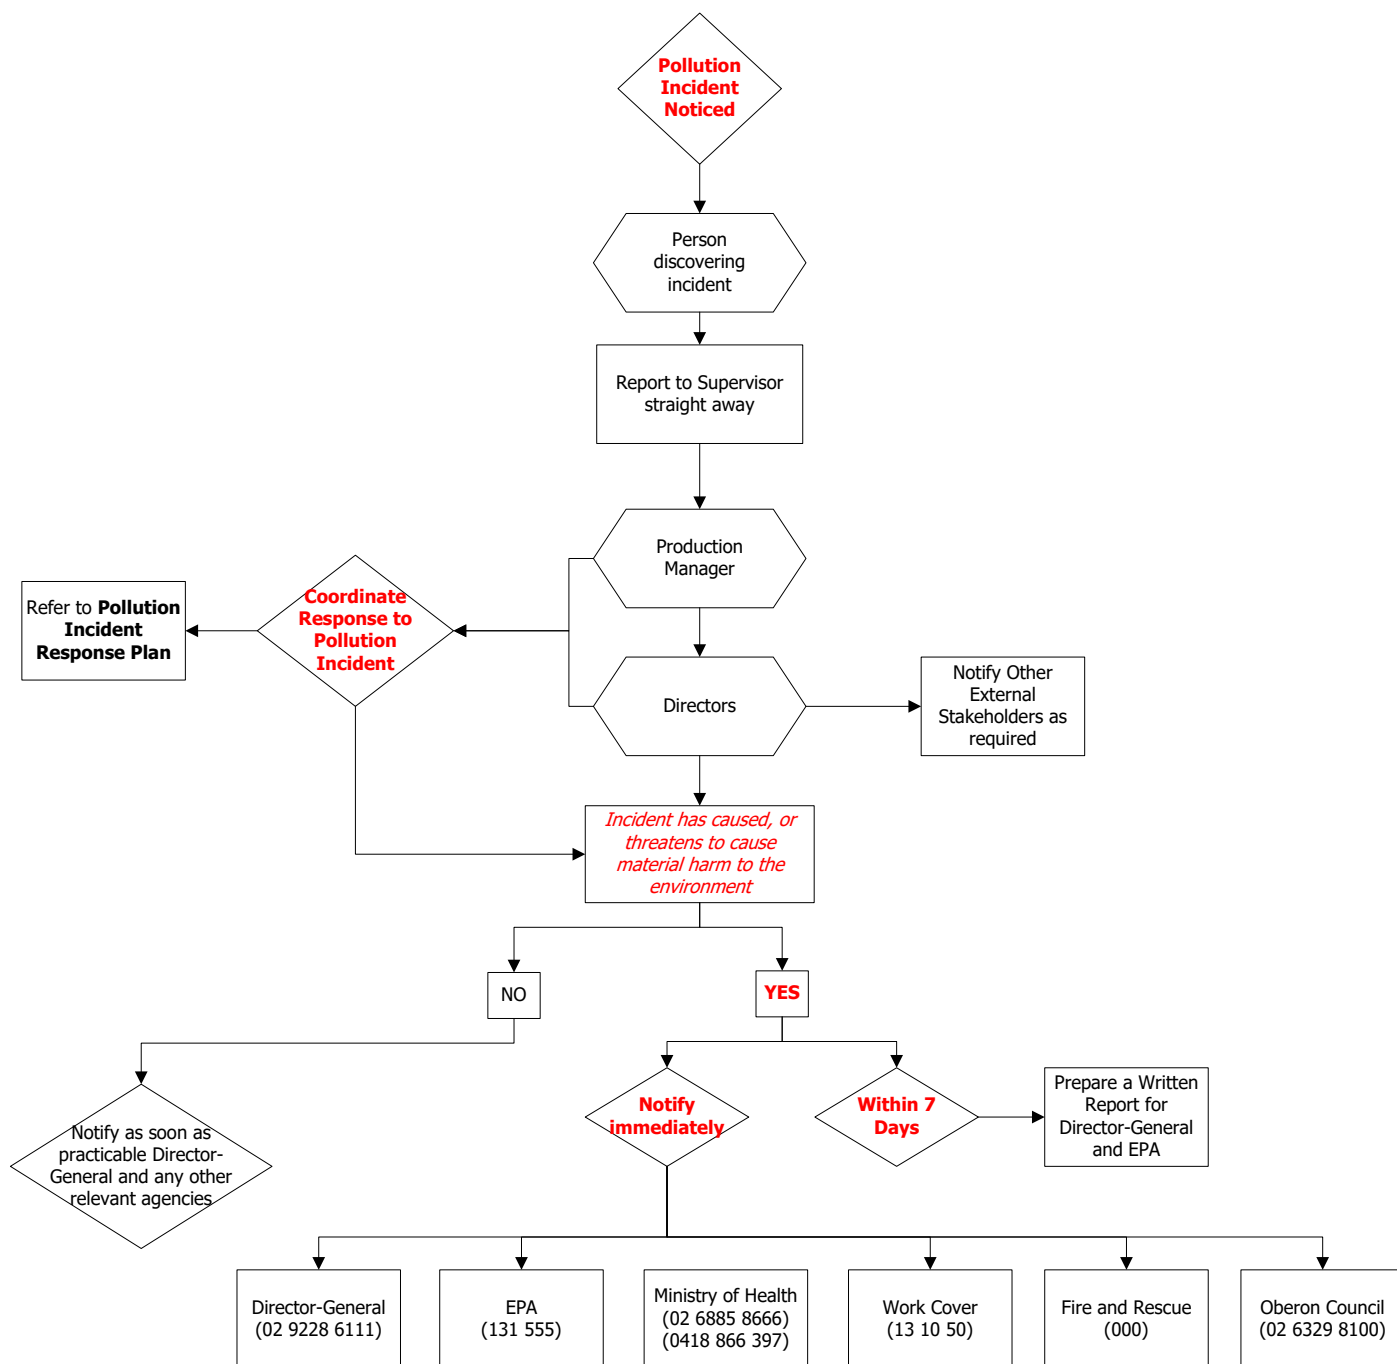 Pollution
Incident
Noticed
Person
discovering
incident
Report to Supervisor
straight away
Production
Manager
Coordinate
Response to
Pollution
Incident
Refer to Pollution
Incident
Response Plan
Directors
Notify Other
External
Stakeholders as
required
Incident has caused, or
threatens to cause
material harm to the
environment
NO
YES
Notify as soon as
practicable Director-
General and any other
relevant agencies
Notify
immediately
Within 7
Days
Prepare a Written
Report for
Director-General
and EPA
Director-General
(02 9228 6111)
EPA
(131 555)
Ministry of Health
(02 6885 8666)
(0418 866 397)
Work Cover
(13 10 50)
Fire and Rescue
(000)
Oberon Council
(02 6329 8100)